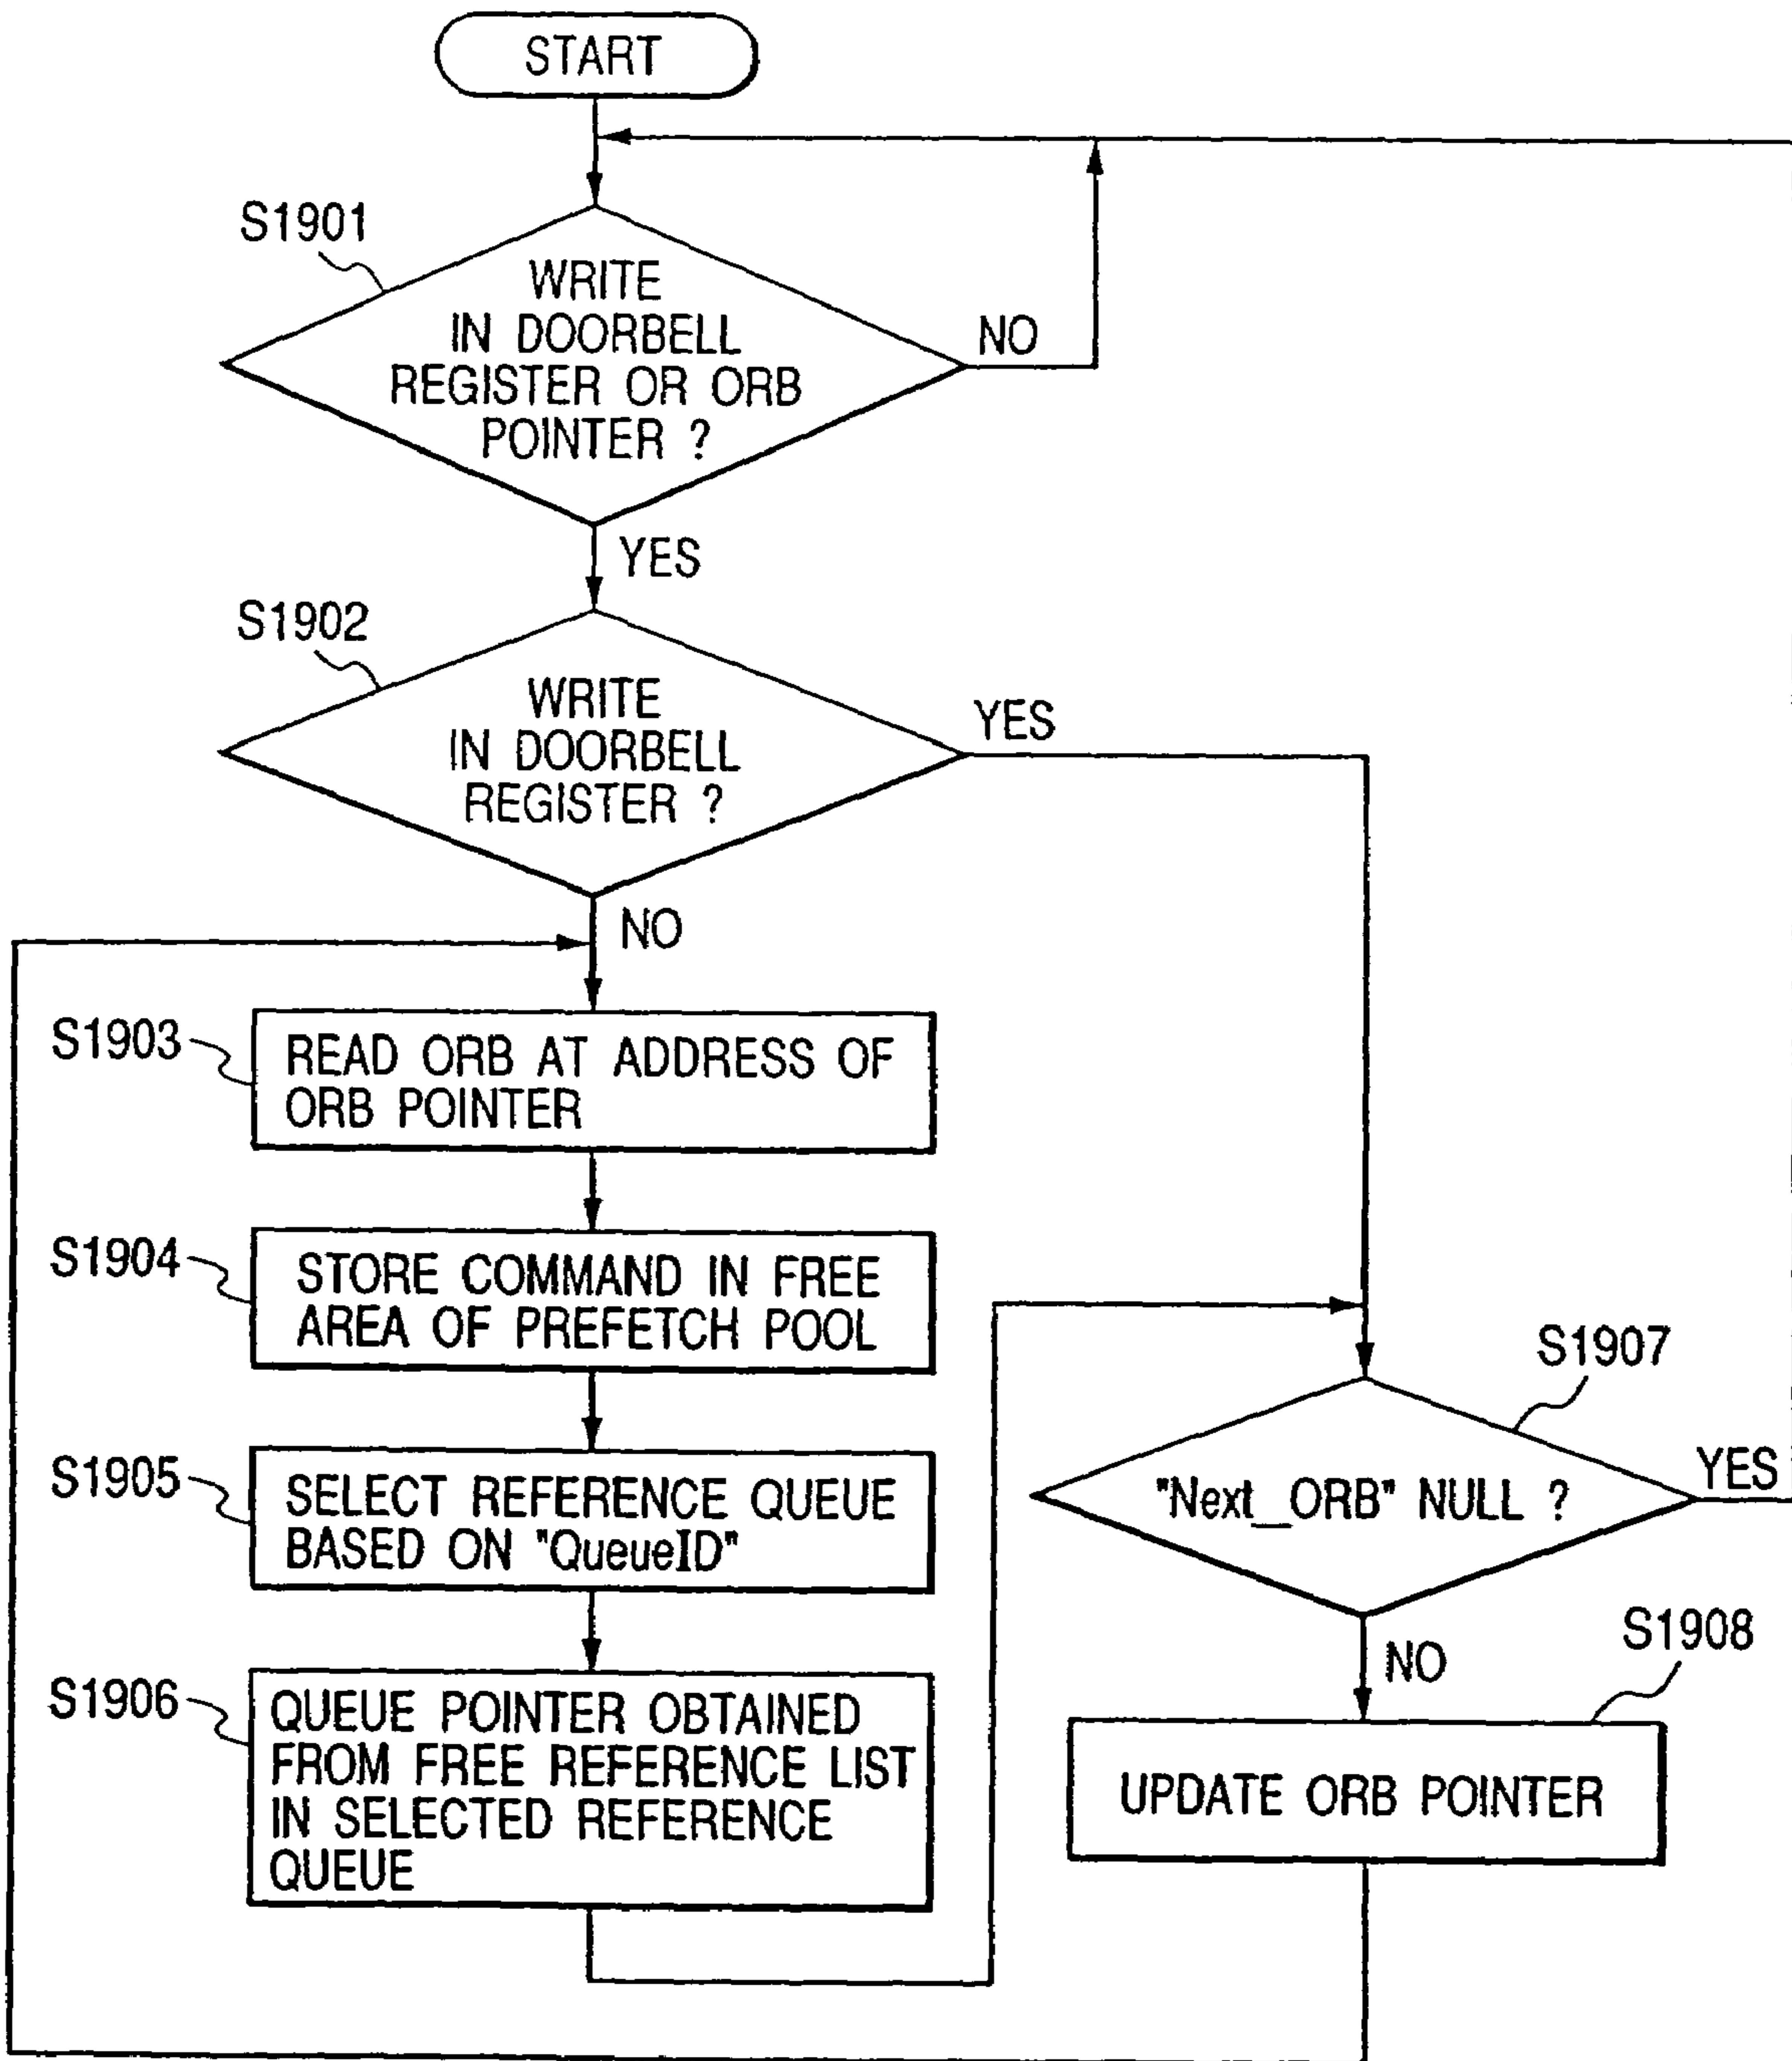 START
S1901
WRITE
IN DOORBELL
REGISTER OR ORB
POINTER ?
NO
YES
S1902
WRITE
IN DOORBELL
REGISTER ?
YES
NO
S1903
READ ORB AT ADDRESS OF
ORB POINTER
S1904
STORE COMMAND IN FREE
AREA OF PREFETCH POOL
S1905
SELECT REFERENCE QUEUE
BASED ON "QueueID"
S1906
QUEUE POINTER OBTAINED
FROM FREE REFERENCE LIST
IN SELECTED REFERENCE
QUEUE
S1907
"Next_ORB" NULL ?
YES
NO
S1908
UPDATE ORB POINTER